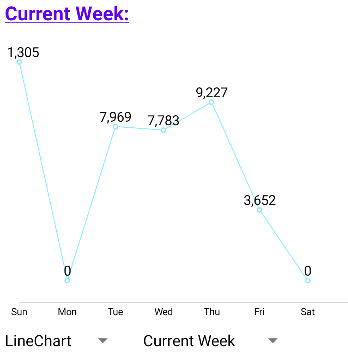 Current Week:
1,305
7,969
7,783
9,227
3,652
0
0
Sun Mon Tue Wed Thu Fri Sat
LineChart Current Week